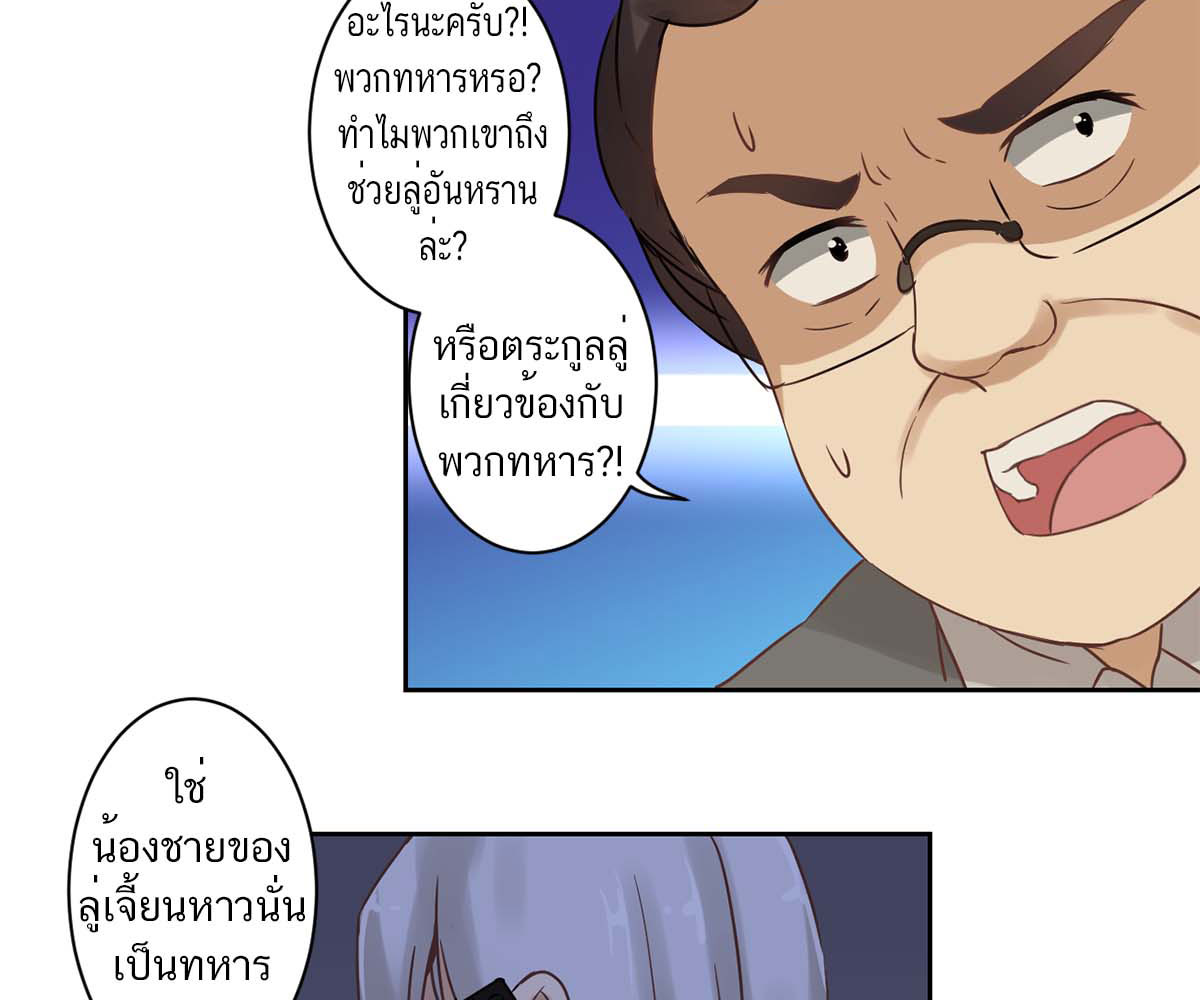 อะไรนะครับ?!
พวกทหารหรอ?
ทำไมพวกเขาถึง
ช่วยลู่อันหราน
ล่ะ?
หรือตระกูลลู่
เกี่ยวข้องกับ
พวกทหาร?!
ใช่
น้องชายของ
ลู่เจี้ยนหาวนั่น
เป็นทหาร